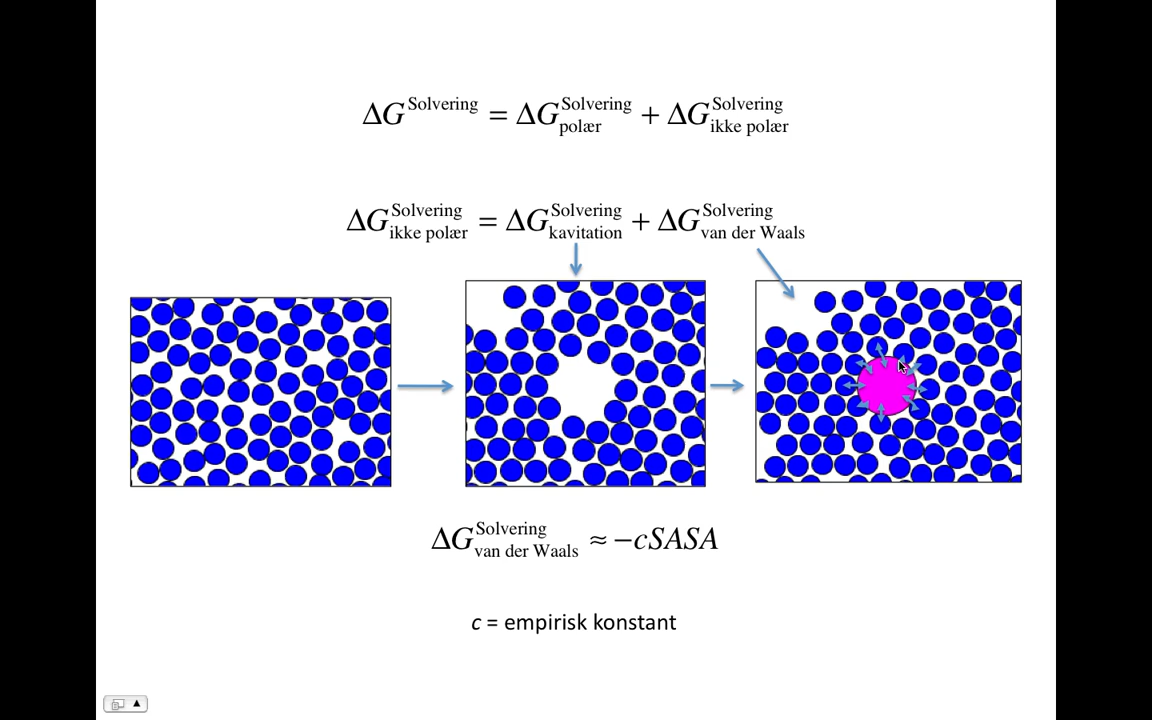 ΔG^Solvering = ΔG^Solvering_polær + ΔG^Solvering_ikke polær
ΔG^Solvering_ikke polær = ΔG^Solvering_kavitation + ΔG^Solvering_van der Waals
ΔG^Solvering_van der Waals ≈ −cSASA
c = empirisk konstant